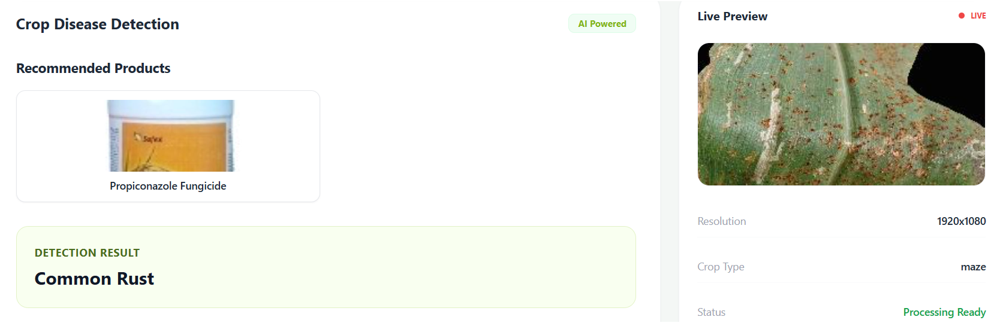 Crop Disease Detection
AI Powered
Recommended Products
Safex
Propiconazole Fungicide
DETECTION RESULT
Common Rust
Live Preview
LIVE
Resolution
1920x1080
Crop Type
maze
Status
Processing Ready